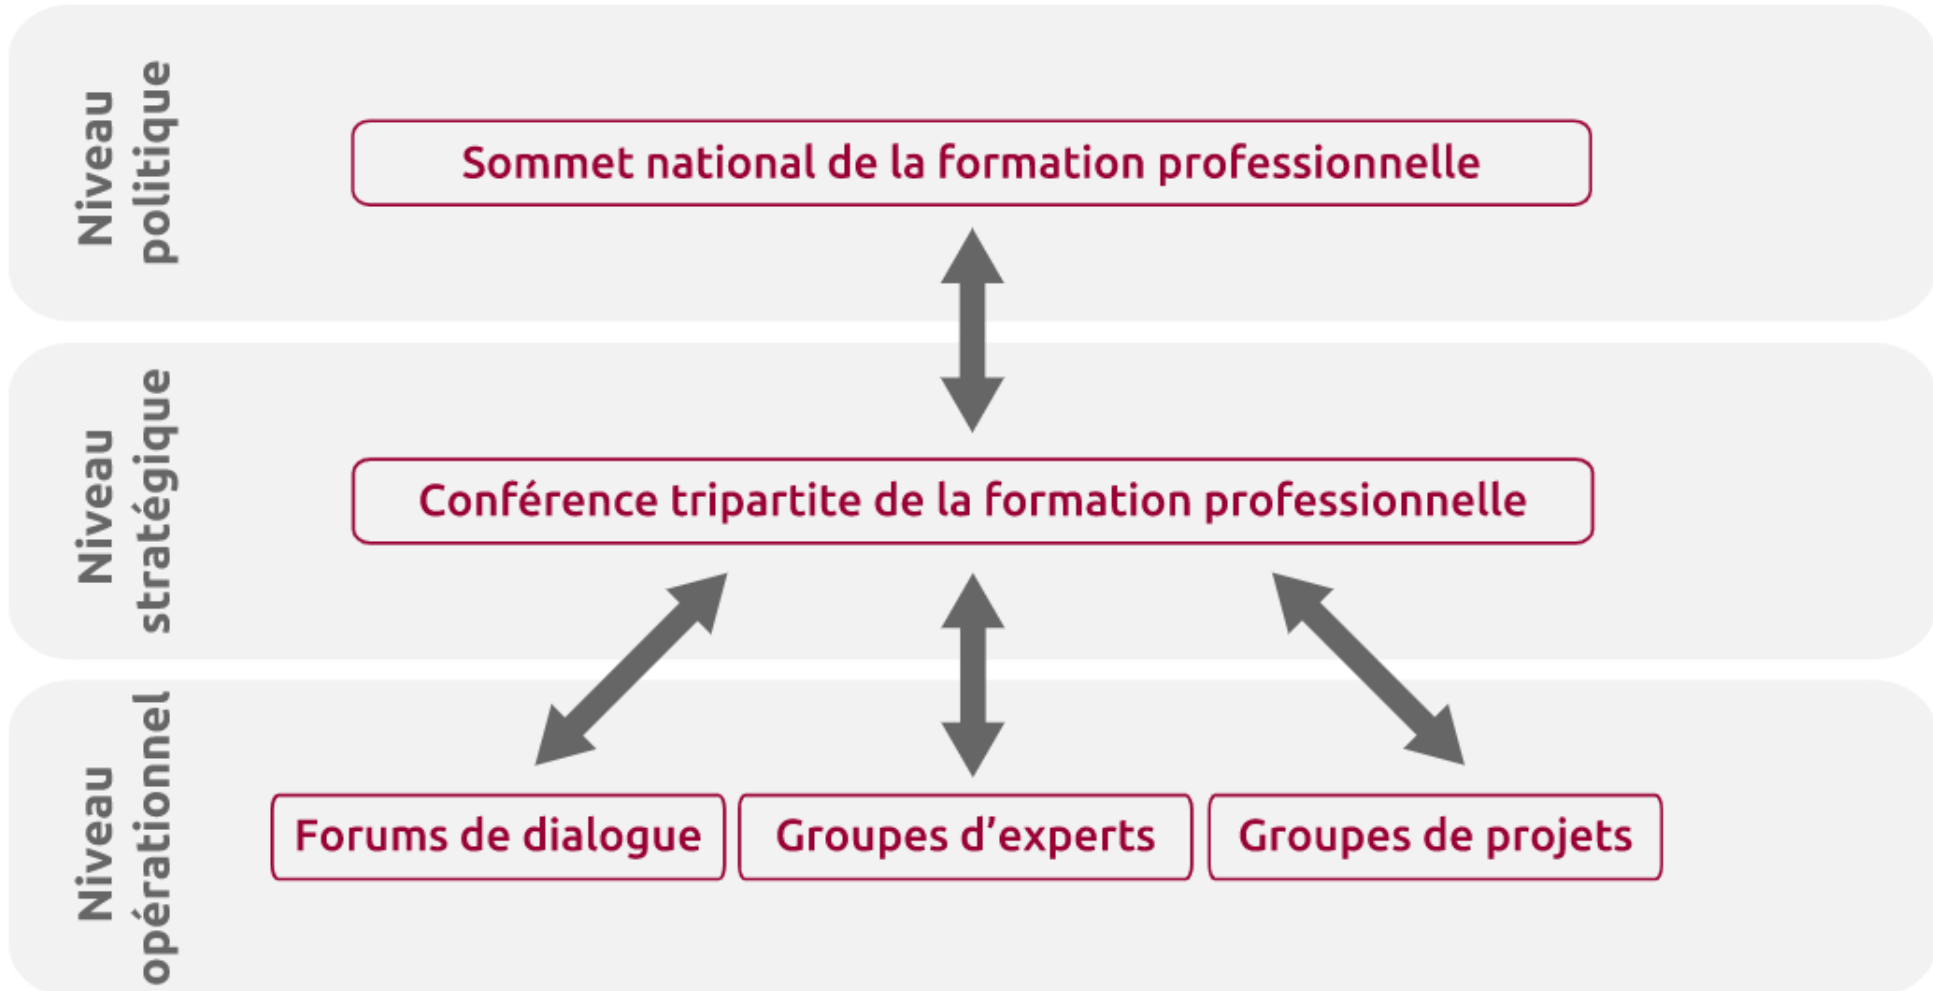 Niveau
politique
Sommet national de la formation professionnelle
Niveau
stratégique
Conférence tripartite de la formation professionnelle
Niveau
opérationnel
Forums de dialogue
Groupes d’experts
Groupes de projets